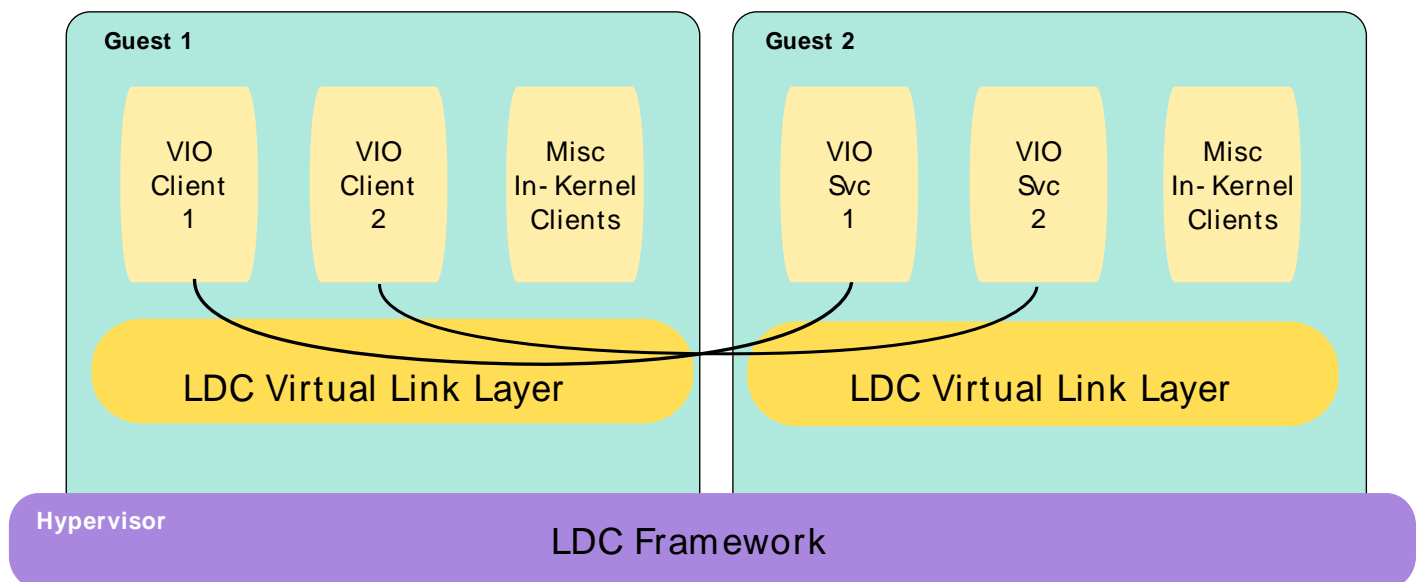 Guest 1
Guest 2
VIO
Client
1
VIO
Client
2
Misc
In-Kernel
Clients
VIO
Svc
1
VIO
Svc
2
Misc
In-Kernel
Clients
LDC Virtual Link Layer
LDC Virtual Link Layer
Hypervisor
LDC Framework